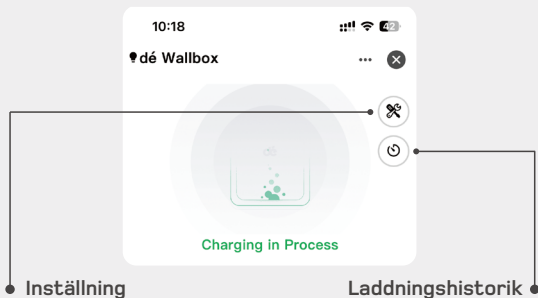 10:18
42
dé Wallbox
Charging in Process
Inställning
Laddningshistorik